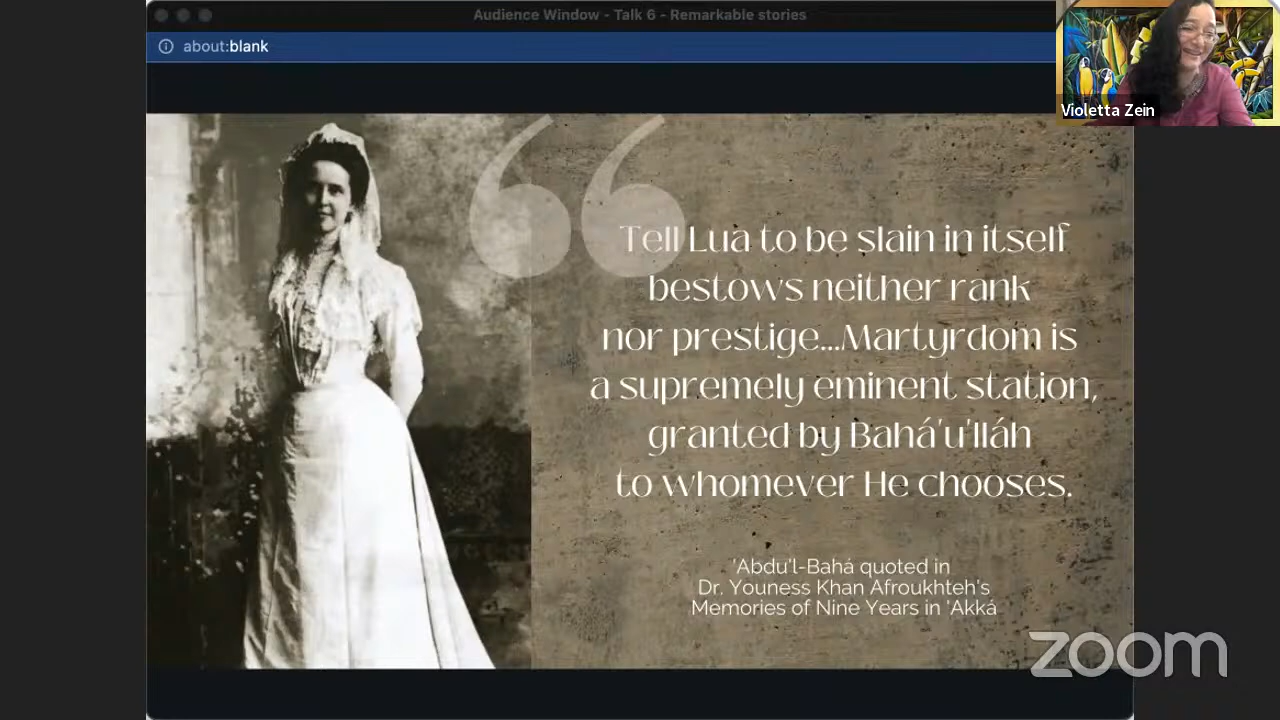 Audience Window - Talk 6 - Remarkable stories
about:blank
Violetta Zein
Tell Lua to be slain in itself
bestows neither rank
nor prestige...Martyrdom is
a supremely eminent station,
granted by Bahá'u'lláh
to whomever He chooses.
'Abdu'l-Bahá quoted in
Dr. Youness Khan Afroukhteh's
Memories of Nine Years in 'Akká
zoom